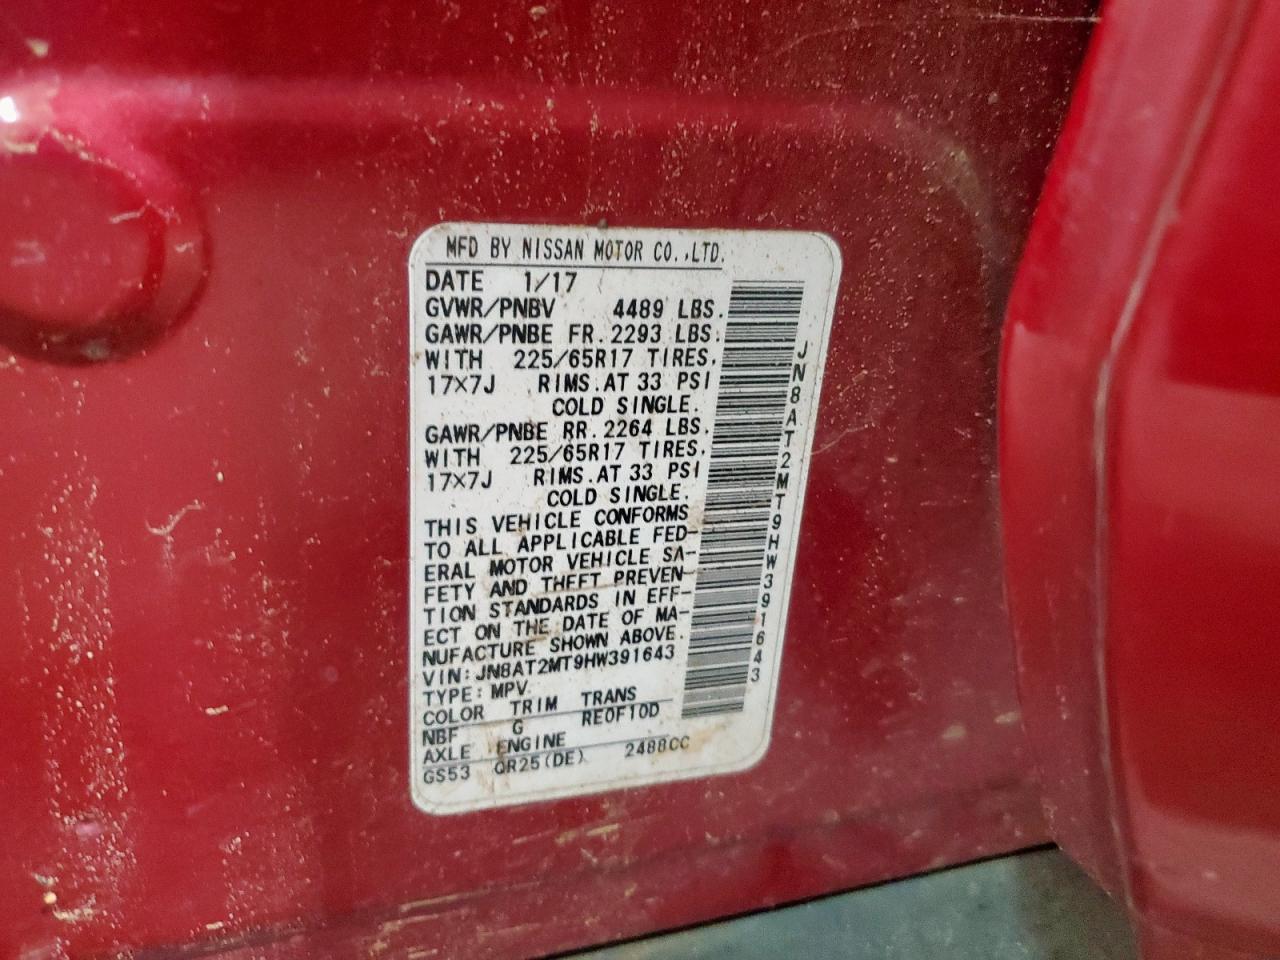 MFD BY NISSAN MOTOR CO.,LTD.
DATE 1/17
GVWR/PNBV 4489 LBS.
GAWR/PNBE FR. 2293 LBS.
WITH 225/65R17 TIRES.
17×7J RIMS. AT 33 PSI
COLD SINGLE.
GAWR/PNBE RR. 2264 LBS.
WITH 225/65R17 TIRES.
17×7J RIMS. AT 33 PSI
COLD SINGLE.
THIS VEHICLE CONFORMS
TO ALL APPLICABLE FED-
ERAL MOTOR VEHICLE SA-
FETY AND THEFT PREVEN-
TION STANDARDS IN EFF-
ECT ON THE DATE OF MA-
NUFACTURE SHOWN ABOVE.
VIN: JN8AT2MT9HW391643
TYPE: MPV
COLOR TRIM TRANS
NBF G RE0F10D
AXLE ENGINE
GS53 QR25(DE) 2488CC
JN8AT2MT9HW391643